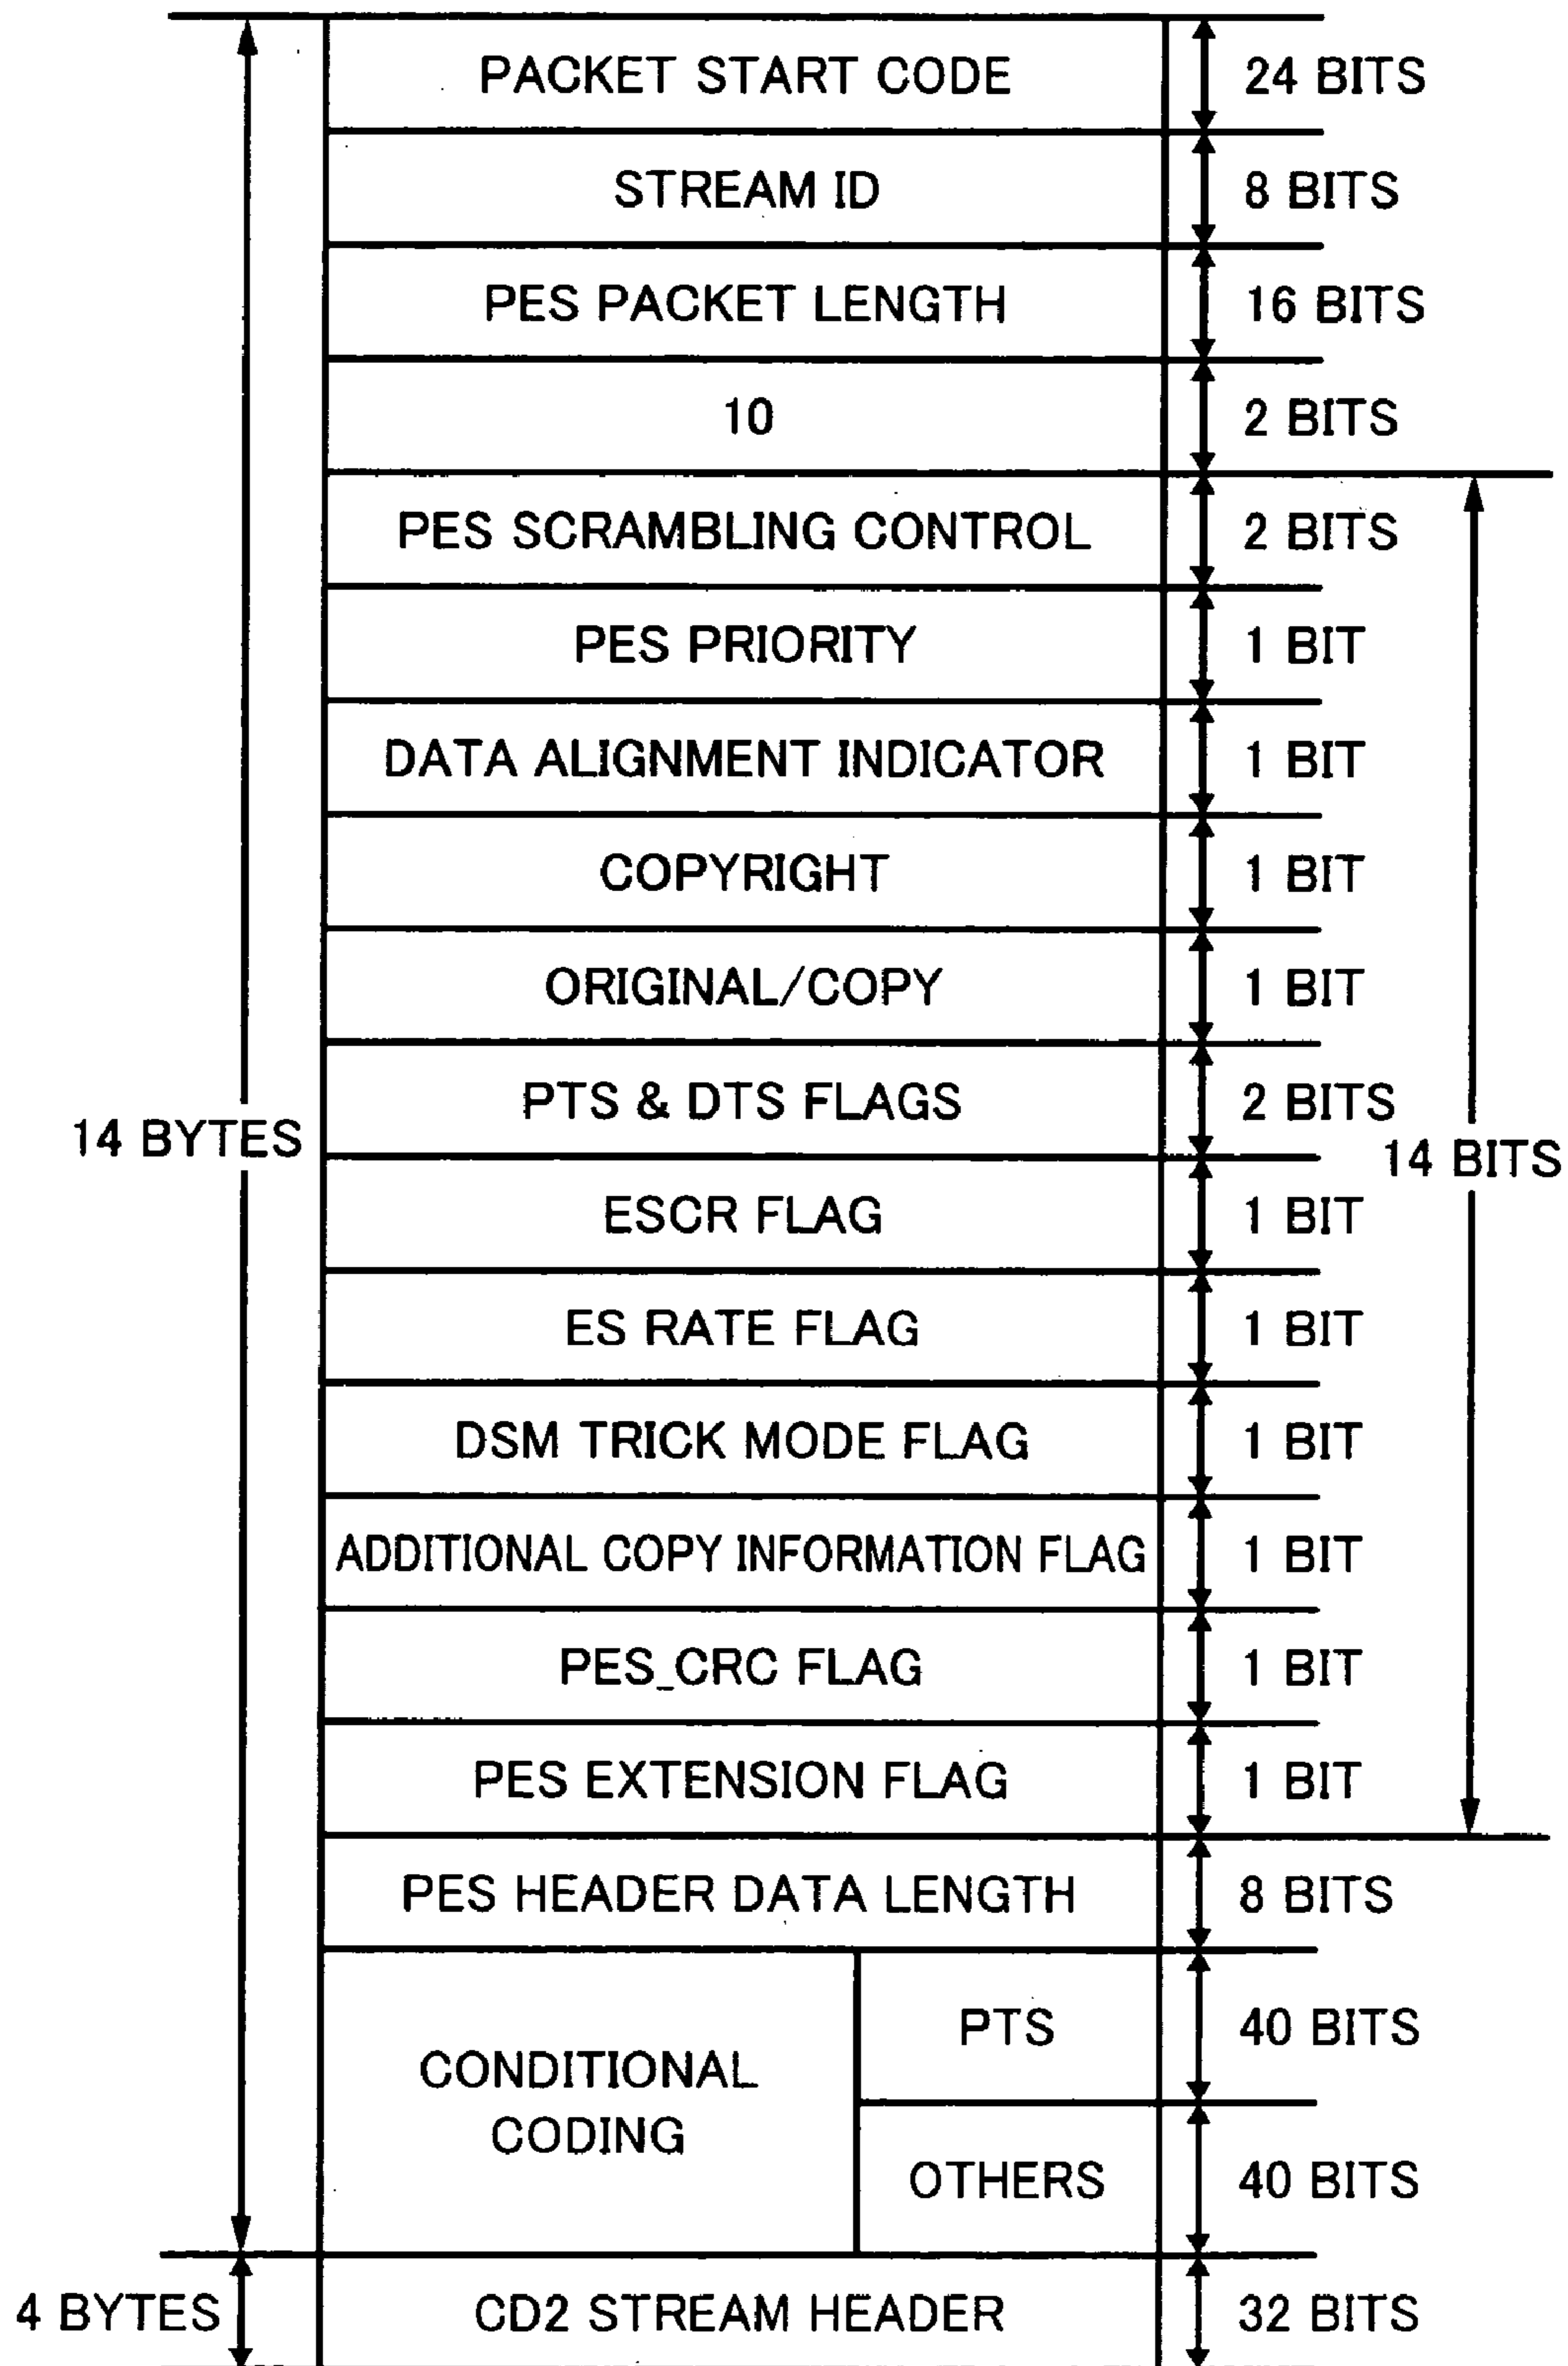 PACKET START CODE 24 BITS
STREAM ID 8 BITS
PES PACKET LENGTH 16 BITS
10 2 BITS
PES SCRAMBLING CONTROL 2 BITS
PES PRIORITY 1 BIT
DATA ALIGNMENT INDICATOR 1 BIT
COPYRIGHT 1 BIT
ORIGINAL/COPY 1 BIT
PTS & DTS FLAGS 2 BITS
14 BYTES 14 BITS
ESCR FLAG 1 BIT
ES RATE FLAG 1 BIT
DSM TRICK MODE FLAG 1 BIT
ADDITIONAL COPY INFORMATION FLAG 1 BIT
PES_CRC FLAG 1 BIT
PES EXTENSION FLAG 1 BIT
PES HEADER DATA LENGTH 8 BITS
PTS 40 BITS
CONDITIONAL
CODING
OTHERS 40 BITS
4 BYTES CD2 STREAM HEADER 32 BITS